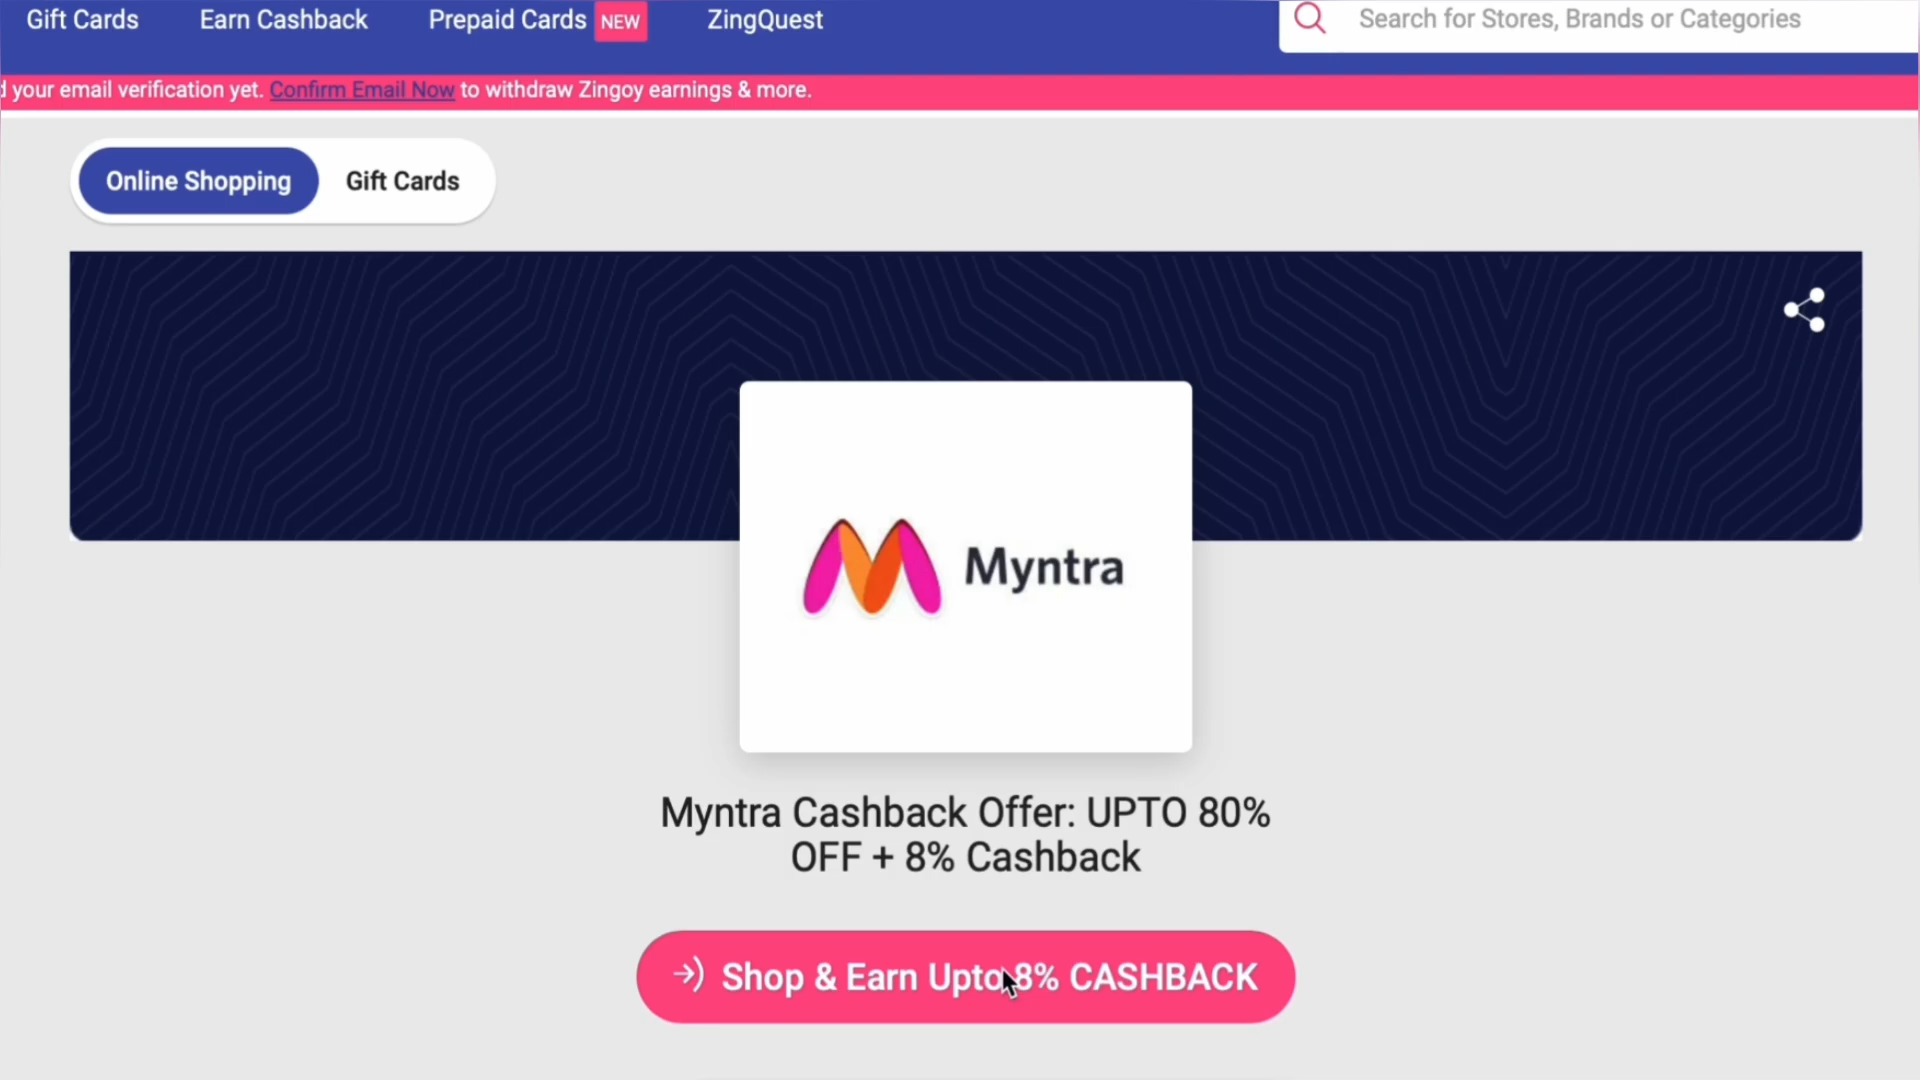 Gift Cards Earn Cashback Prepaid Cards NEW ZingQuest Search for Stores, Brands or Categories
your email verification yet. Confirm Email Now to withdraw Zingoy earnings & more.
Online Shopping Gift Cards
Myntra
Myntra Cashback Offer: UPTO 80%
OFF + 8% Cashback
Shop & Earn Upto 8% CASHBACK